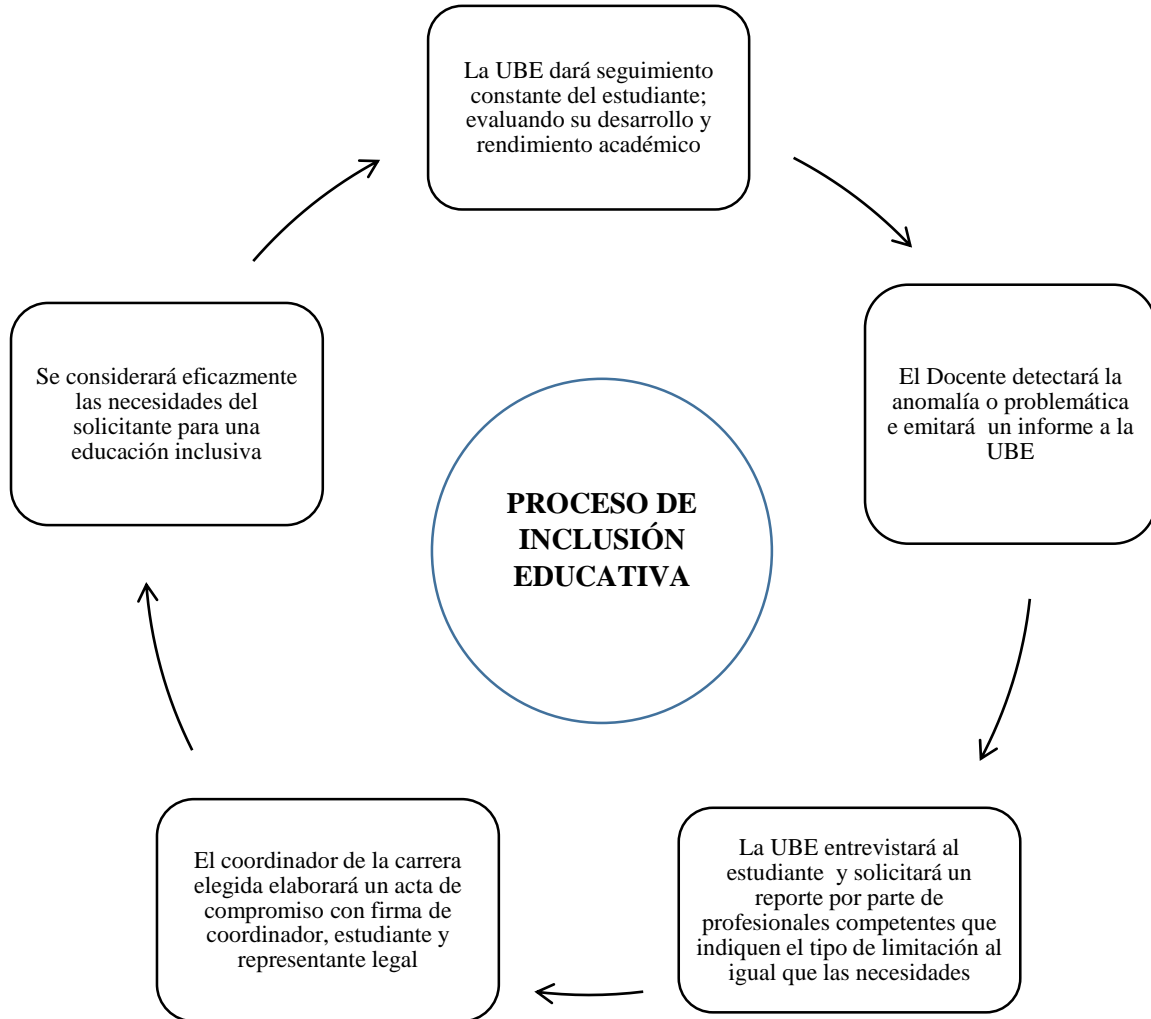 La UBE dará seguimiento
constante del estudiante;
evaluando su desarrollo y
rendimiento académico
El Docente detectará la
anomalía o problemática
e emitará un informe a la
UBE
La UBE entrevistará al
estudiante y solicitará un
reporte por parte de
profesionales competentes que
indiquen el tipo de limitación al
igual que las necesidades
El coordinador de la carrera
elegida elaborará un acta de
compromiso con firma de
coordinador, estudiante y
representante legal
Se considerará eficazmente
las necesidades del
solicitante para una
educación inclusiva
PROCESO DE
INCLUSIÓN
EDUCATIVA